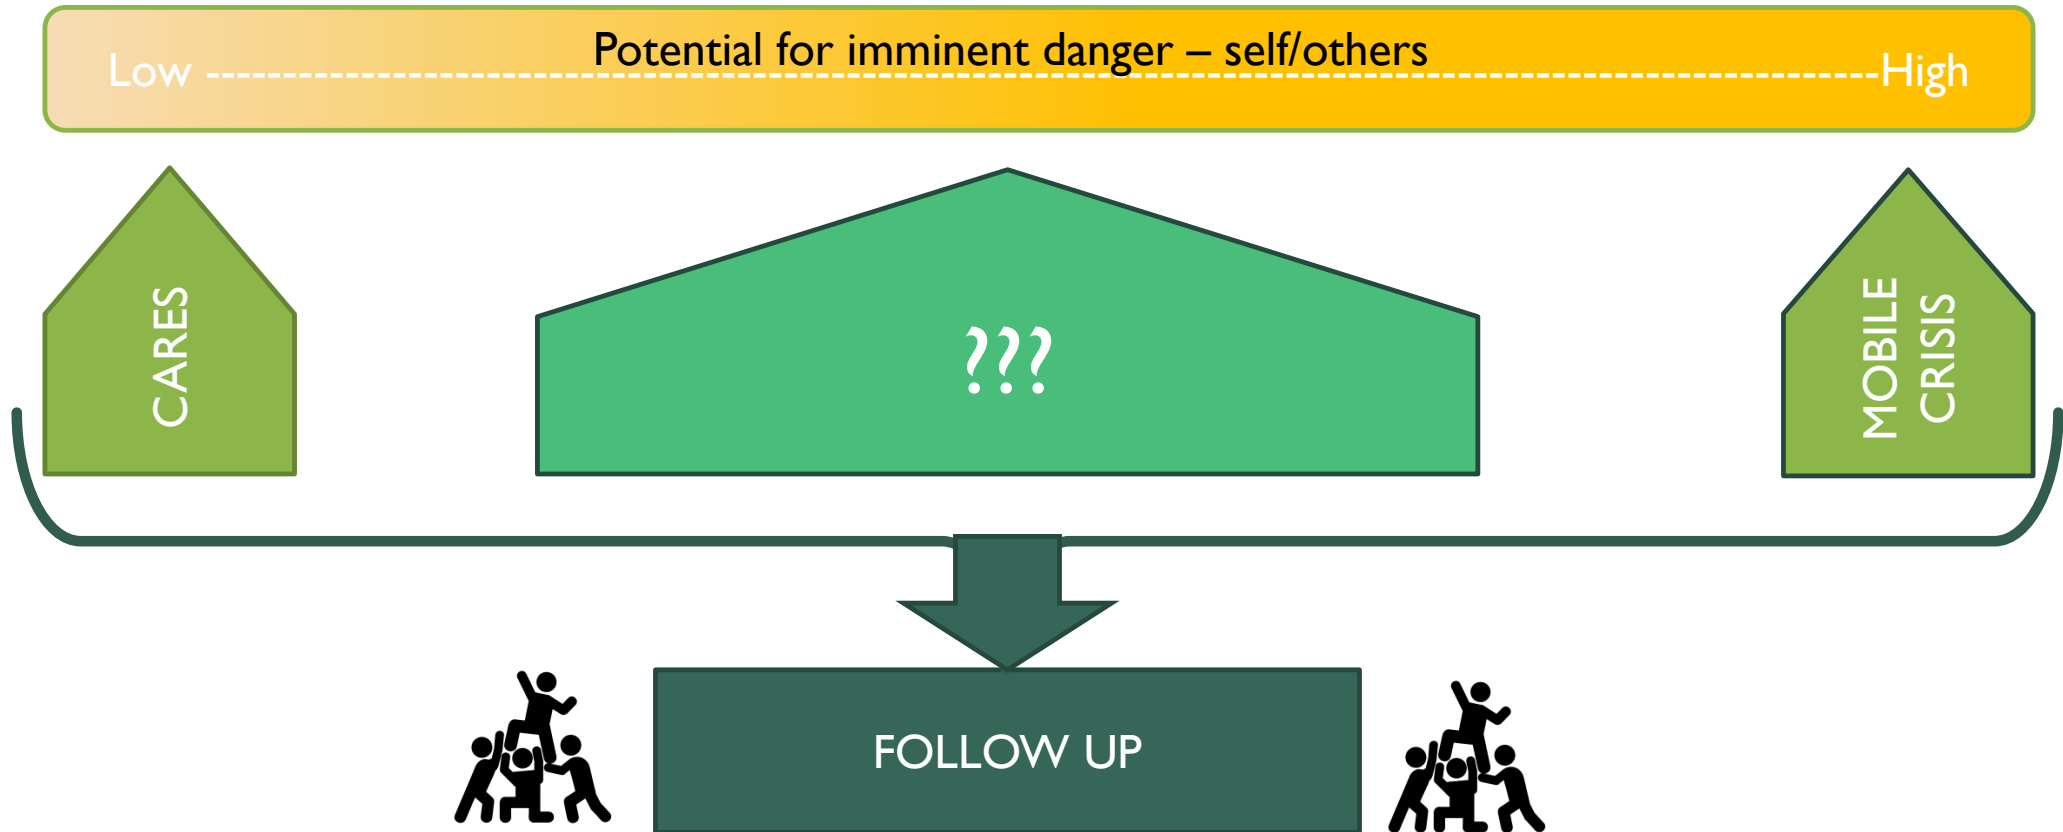 Potential for imminent danger – self/others
Low ---------------------------------------------------------------------------------------------------------------High
CARES
???
MOBILE
CRISIS
FOLLOW UP